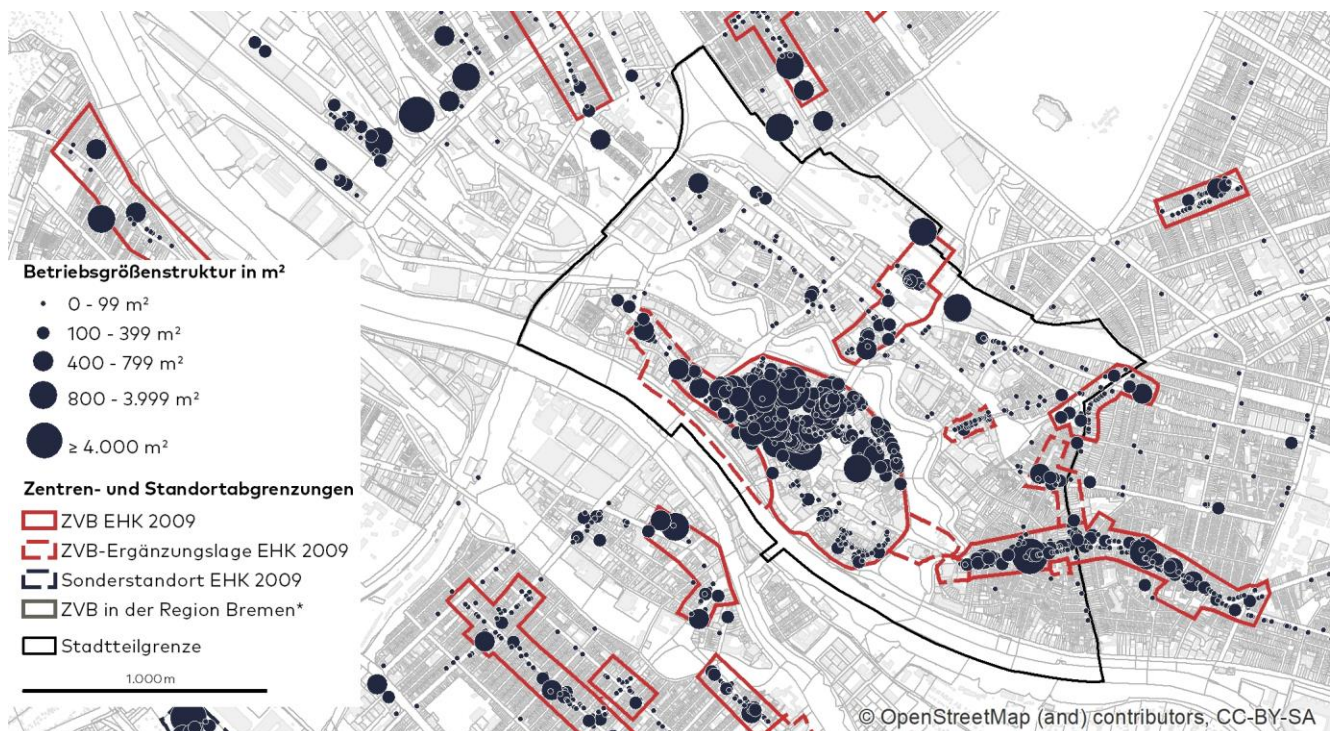 Betriebsgrößenstruktur in m²
0 - 99 m²
100 - 399 m²
400 - 799 m²
800 - 3.999 m²
≥ 4.000 m²
Zentren- und Standortabgrenzungen
ZVB EHK 2009
ZVB-Ergänzungslage EHK 2009
Sonderstandort EHK 2009
ZVB in der Region Bremen*
Stadtteilgrenze
1.000 m
© OpenStreetMap (and) contributors, CC-BY-SA